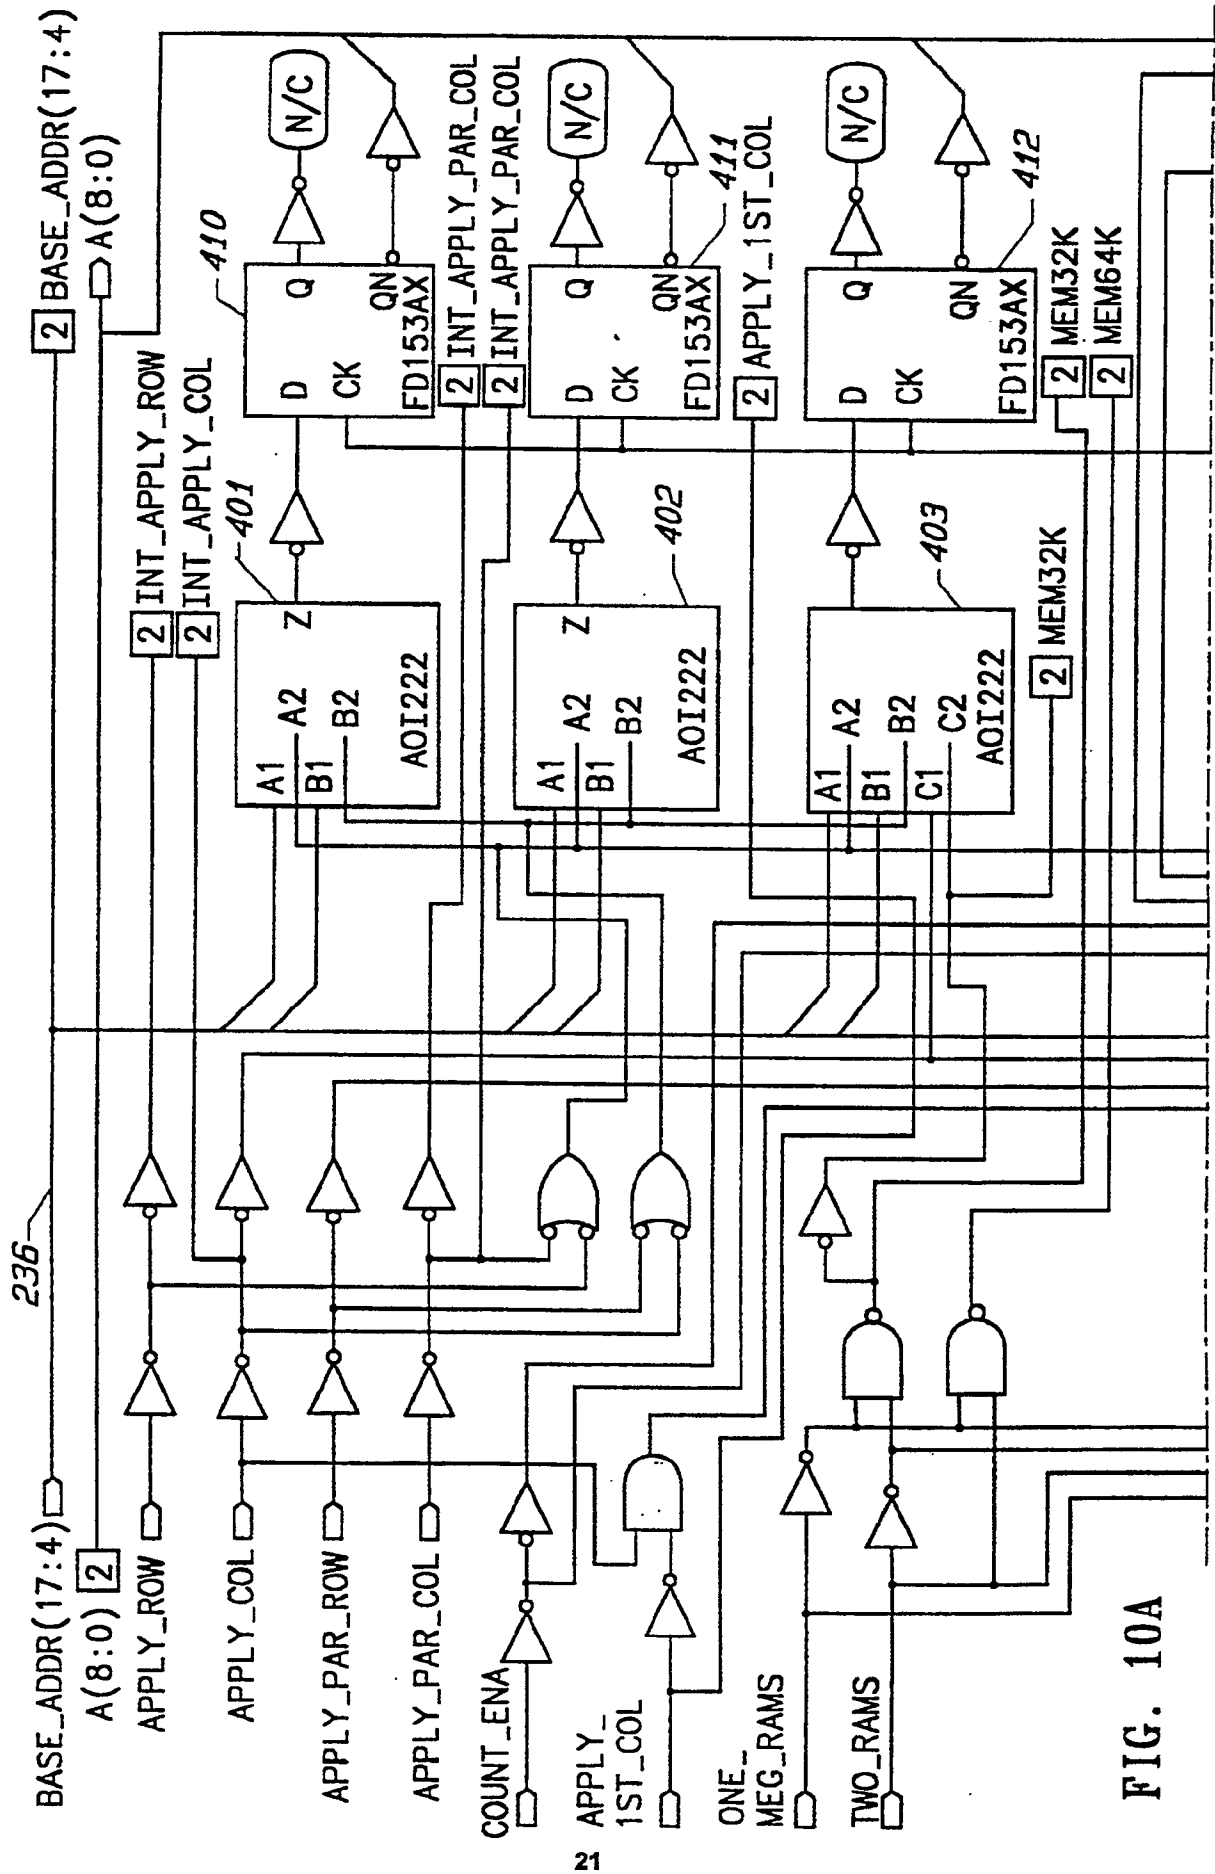 BASE_ADDR(17:4)
A(8:0) 2
APPLY_ROW
APPLY_COL
APPLY_PAR_ROW
APPLY_PAR_COL
COUNT_ENA
APPLY_
1ST_COL
ONE_
MEG_RAMS
TWO_RAMS
236
2 BASE_ADDR(17:4)
A(8:0)
2 INT_APPLY_ROW
2 INT_APPLY_COL
401
A1
A2
B1
B2
Z
AOI222
410
D
Q
CK
QN
FD153AX
N/C
2 INT_APPLY_PAR_COL
2 INT_APPLY_PAR_COL
402
A1
A2
B1
B2
Z
AOI222
411
D
Q
CK
QN
FD153AX
N/C
2 APPLY_1ST_COL
403
A1
A2
B1
B2
C1
C2
AOI222
412
D
Q
CK
QN
FD153AX
N/C
2 MEM32K
2 MEM32K
2 MEM64K
FIG. 10A
21